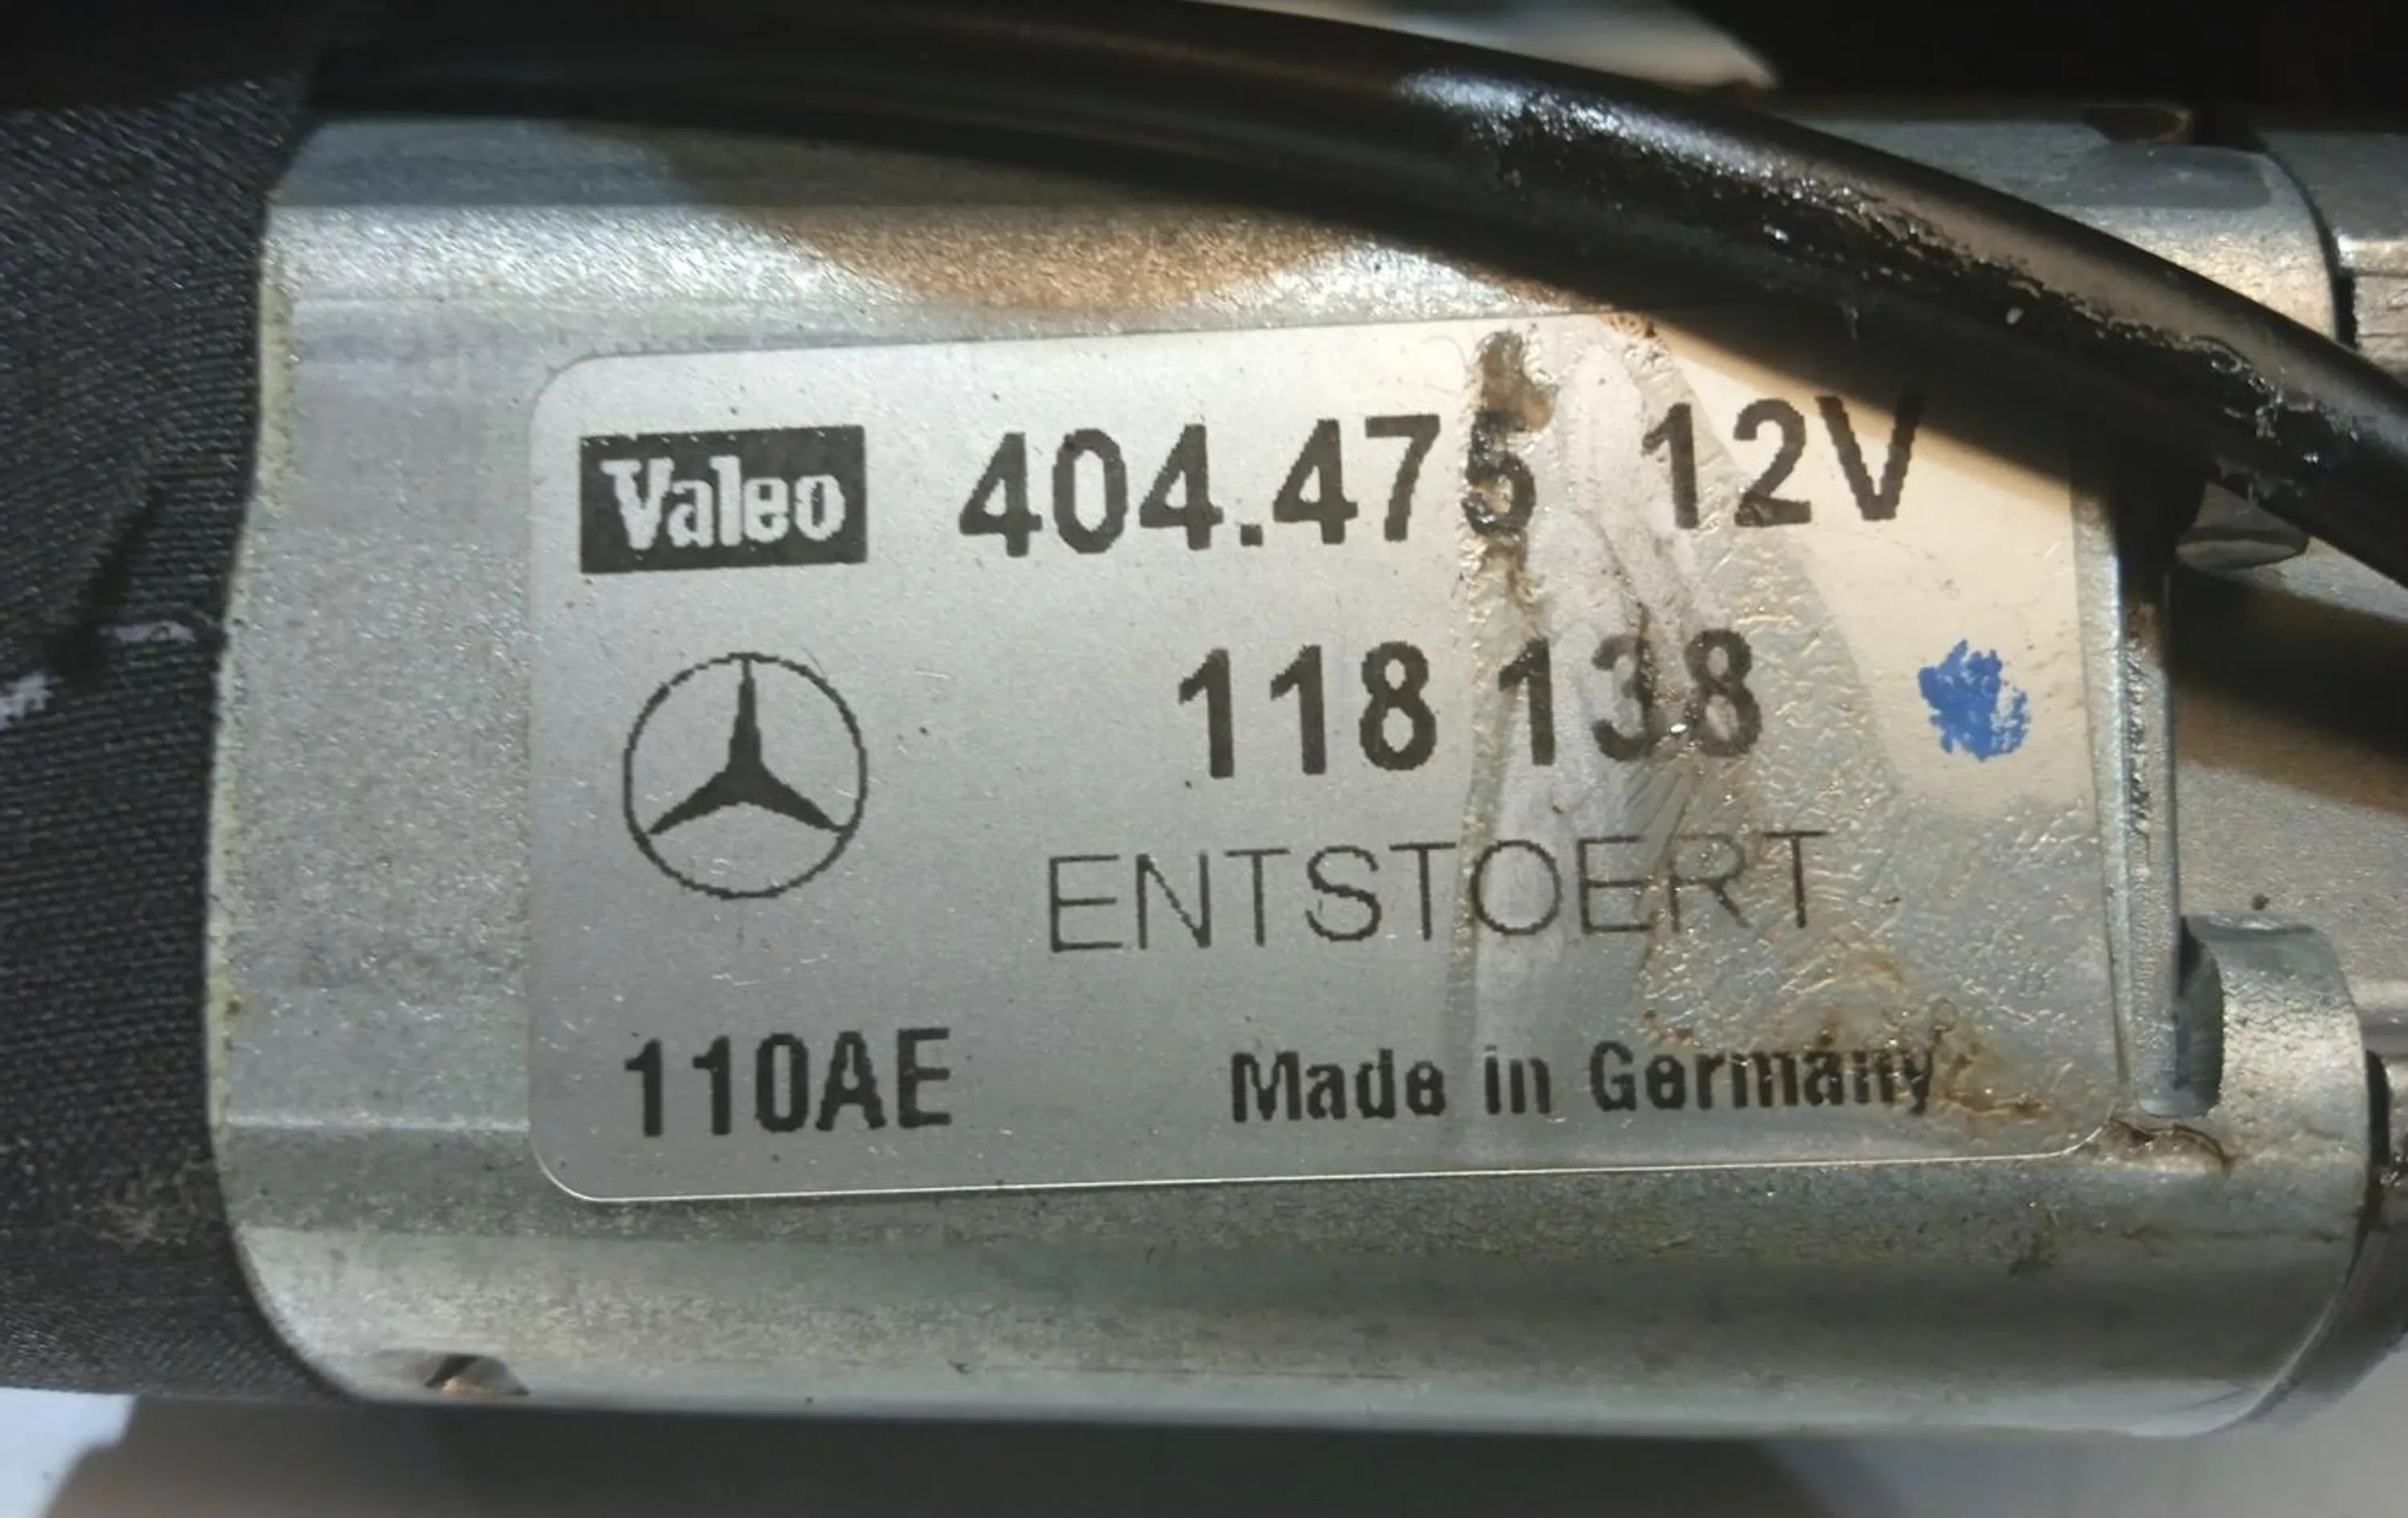 Valeo 404.475 12V
118 138
ENTSTOERT
110AE Made in Germany